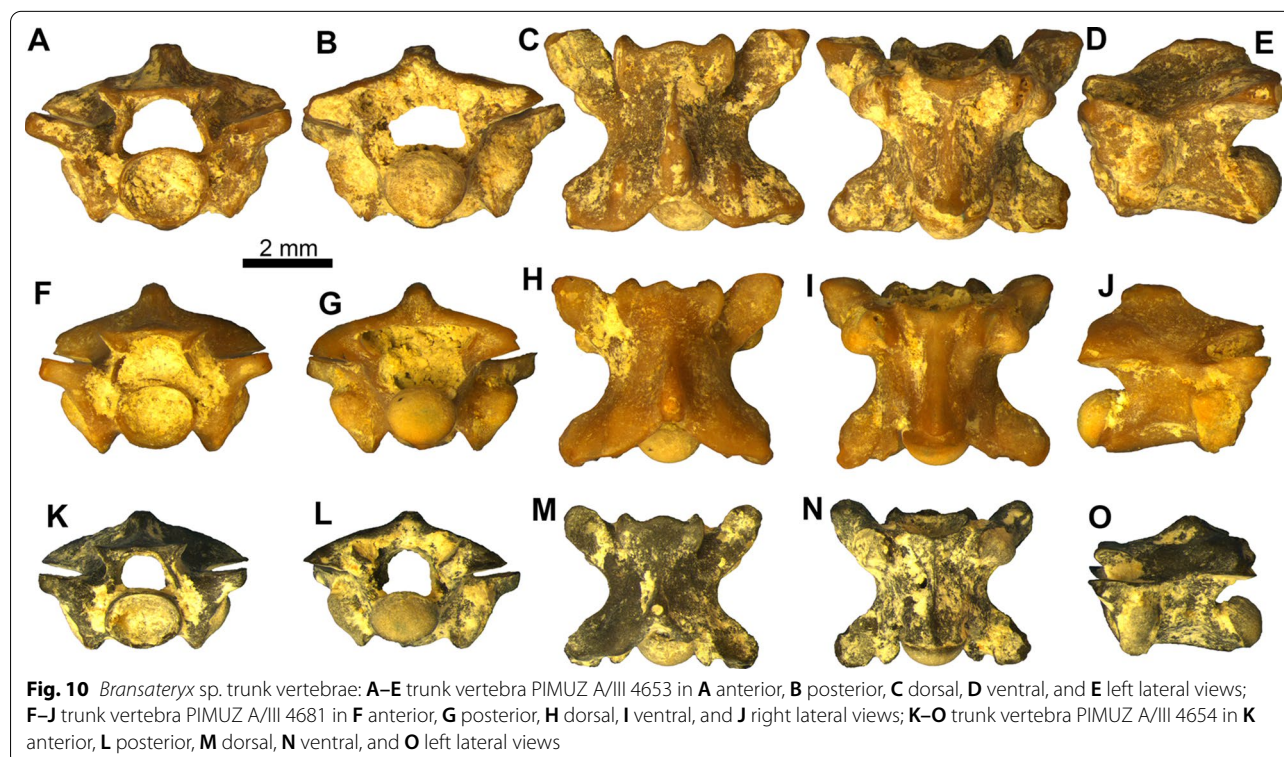 A B C D E
2 mm
F G H I J
K L M N O
Fig. 10 Bransateryx sp. trunk vertebrae: A–E trunk vertebra PIMUZ A/III 4653 in A anterior, B posterior, C dorsal, D ventral, and E left lateral views;
F–J trunk vertebra PIMUZ A/III 4681 in F anterior, G posterior, H dorsal, I ventral, and J right lateral views; K–O trunk vertebra PIMUZ A/III 4654 in K
anterior, L posterior, M dorsal, N ventral, and O left lateral views